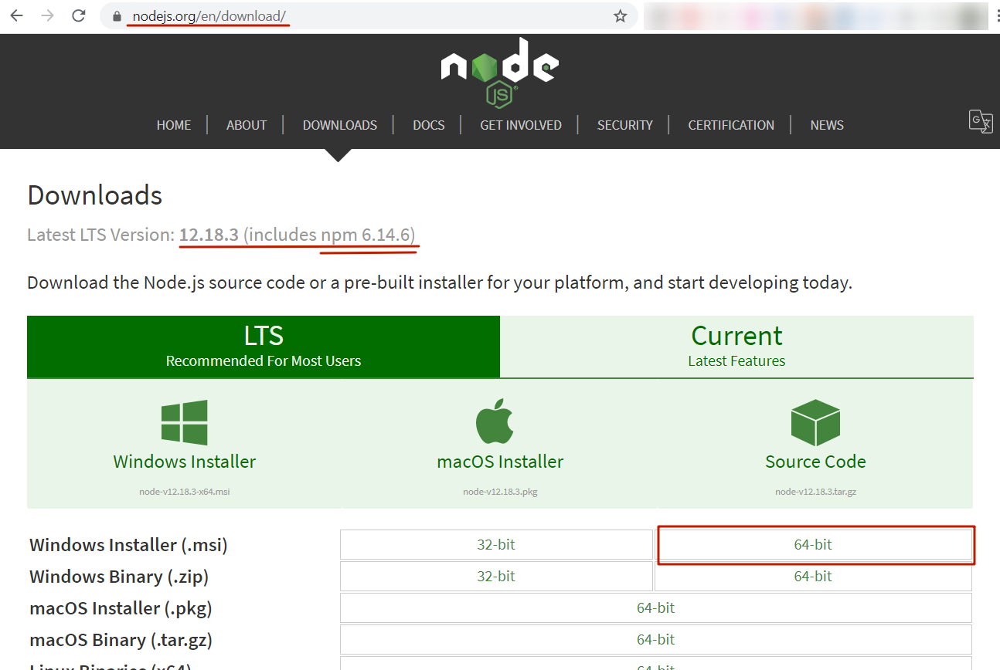 nodejs.org/en/download/
node
JS
HOME ABOUT DOWNLOADS DOCS GET INVOLVED SECURITY CERTIFICATION NEWS
Downloads
Latest LTS Version: 12.18.3 (includes npm 6.14.6)
Download the Node.js source code or a pre-built installer for your platform, and start developing today.
LTS Current
Recommended For Most Users Latest Features
Windows Installer macOS Installer Source Code
node-v12.18.3-x64.msi node-v12.18.3.pkg node-v12.18.3.tar.gz
Windows Installer (.msi) 32-bit 64-bit
Windows Binary (.zip) 32-bit 64-bit
macOS Installer (.pkg) 64-bit
macOS Binary (.tar.gz) 64-bit
Linux Binaries (x64) 64-bit